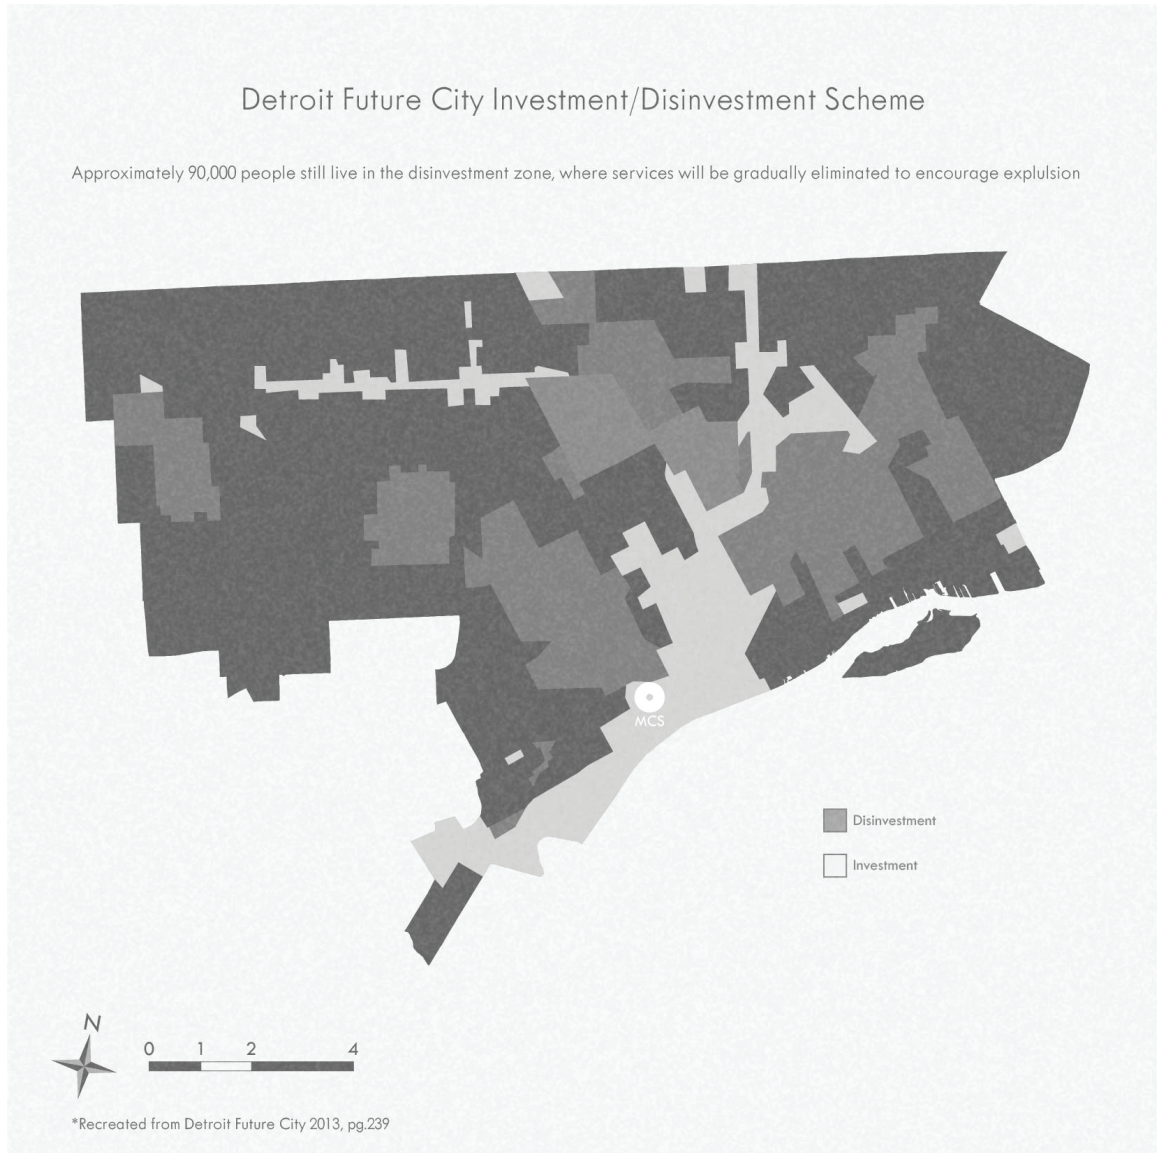 Detroit Future City Investment/Disinvestment Scheme
Approximately 90,000 people still live in the disinvestment zone, where services will be gradually eliminated to encourage explulsion
MCS
Disinvestment
Investment
N
0 1 2 4
*Recreated from Detroit Future City 2013, pg.239